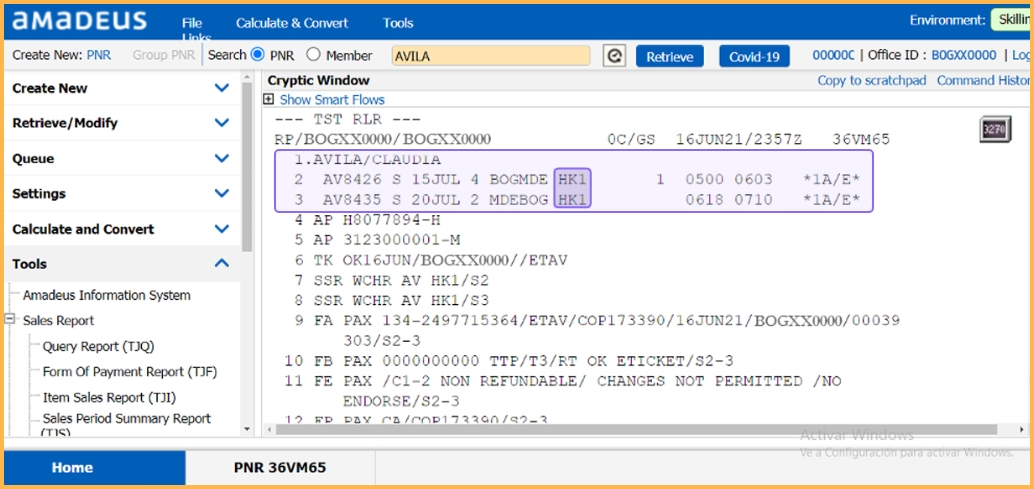 aMaDEUS
File Calculate & Convert Tools Environment: Skillin
Links
Create New: PNR Group PNR Search PNR Member AVILA Retrieve Covid-19 00000C | Office ID : BOGXX0000 | Log
Create New
Retrieve/Modify
Queue
Settings
Calculate and Convert
Tools
Amadeus Information System
Sales Report
Query Report (TJQ)
Form Of Payment Report (TJF)
Item Sales Report (TJI)
Sales Period Summary Report
(TJS)
Cryptic Window Copy to scratchpad Command Histor
Show Smart Flows
--- TST RLR ---
RP/BOGXX0000/BOGXX0000 0C/GS 16JUN21/2357Z 36VM65
3270
1.AVILA/CLAUDIA
2 AV8426 S 15JUL 4 BOGMDE HK1 1 0500 0603 *1A/E*
3 AV8435 S 20JUL 2 MDEBOG HK1 0618 0710 *1A/E*
4 AP H8077894-H
5 AP 3123000001-M
6 TK OK16JUN/BOGXX0000//ETAV
7 SSR WCHR AV HK1/S2
8 SSR WCHR AV HK1/S3
9 FA PAX 134-2497715364/ETAV/COP173390/16JUN21/BOGXX0000/00039
303/S2-3
10 FB PAX 0000000000 TTP/T3/RT OK ETICKET/S2-3
11 FE PAX /C1-2 NON REFUNDABLE/ CHANGES NOT PERMITTED /NO
ENDORSE/S2-3
12 FP PAX CA/COP173390/S2-3
Activar Windows
Ve a Configuración para activar Windows.
Home PNR 36VM65